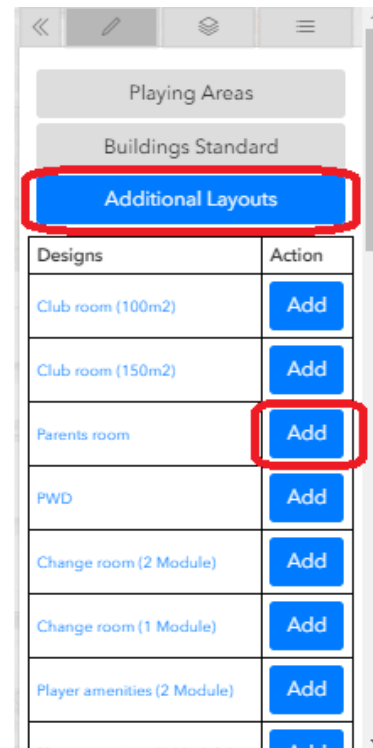 Playing Areas
Buildings Standard
Additional Layouts
Designs Action
Club room (100m2) Add
Club room (150m2) Add
Parents room Add
PWD Add
Change room (2 Module) Add
Change room (1 Module) Add
Player amenities (2 Module) Add